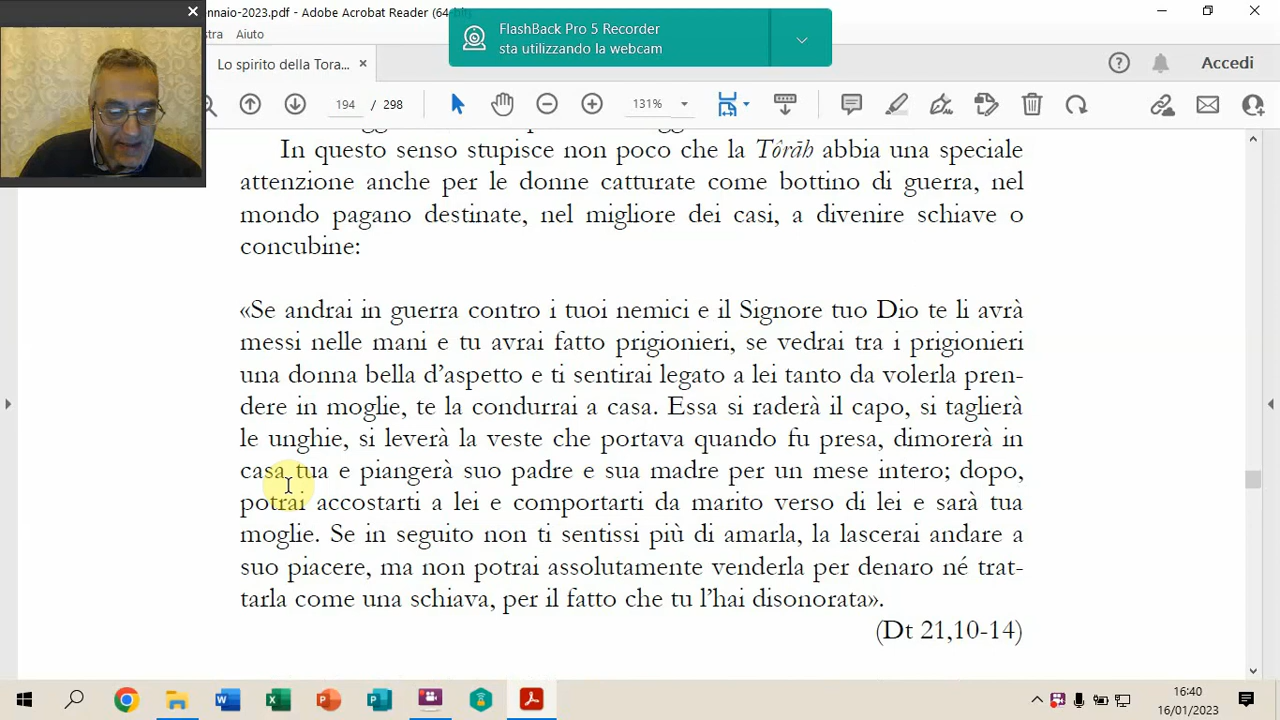 nnaio-2023.pdf - Adobe Acrobat Reader (64-bit)
FlashBack Pro 5 Recorder
sta utilizzando la webcam
stra Aiuto
Lo spirito della Tora...
Accedi
194 / 298
131%
In questo senso stupisce non poco che la Tôrāh abbia una speciale
attenzione anche per le donne catturate come bottino di guerra, nel
mondo pagano destinate, nel migliore dei casi, a divenire schiave o
concubine:
«Se andrai in guerra contro i tuoi nemici e il Signore tuo Dio te li avrà
messi nelle mani e tu avrai fatto prigionieri, se vedrai tra i prigionieri
una donna bella d’aspetto e ti sentirai legato a lei tanto da volerla pren-
dere in moglie, te la condurrai a casa. Essa si raderà il capo, si taglierà
le unghie, si leverà la veste che portava quando fu presa, dimorerà in
casa tua e piangerà suo padre e sua madre per un mese intero; dopo,
potrai accostarti a lei e comportarti da marito verso di lei e sarà tua
moglie. Se in seguito non ti sentissi più di amarla, la lascerai andare a
suo piacere, ma non potrai assolutamente venderla per denaro né trat-
tarla come una schiava, per il fatto che tu l’hai disonorata».
(Dt 21,10-14)
16:40
16/01/2023